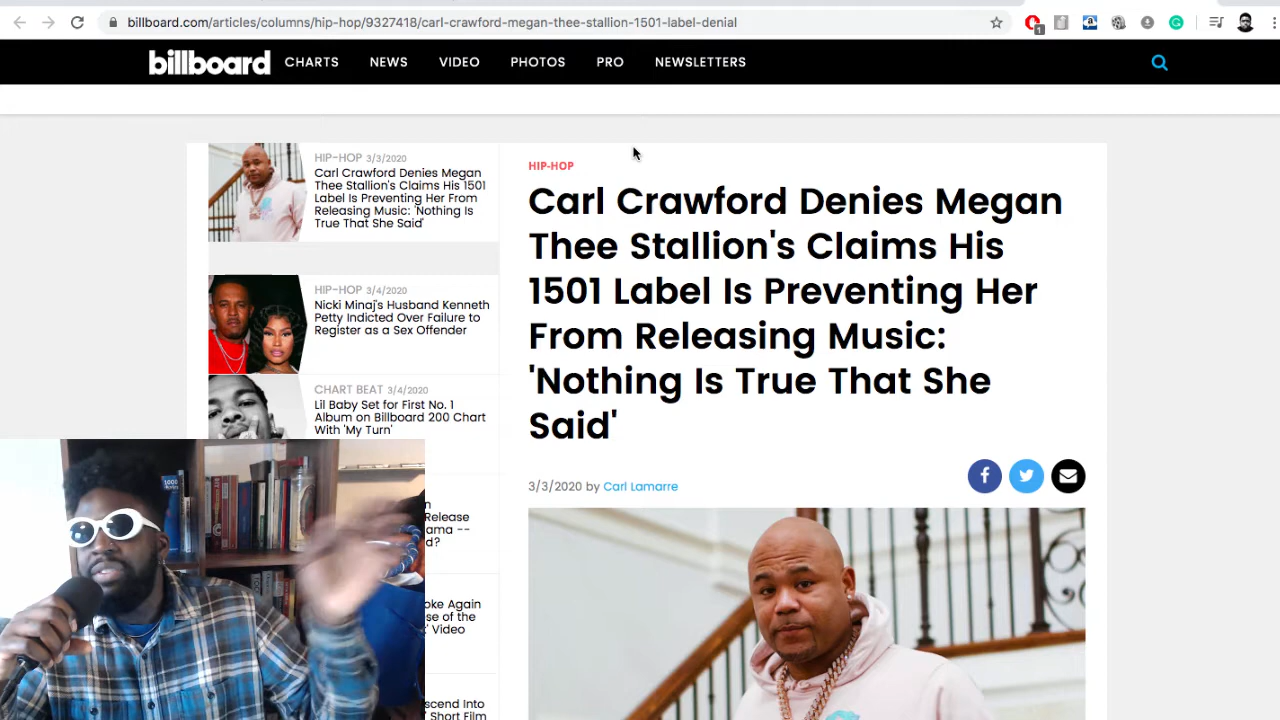 billboard.com/articles/columns/hip-hop/9327418/carl-crawford-megan-thee-stallion-1501-label-denial
1
billboard CHARTS NEWS VIDEO PHOTOS PRO NEWSLETTERS
HIP-HOP 3/3/2020
Carl Crawford Denies Megan
Thee Stallion's Claims His 1501
Label Is Preventing Her From
Releasing Music: 'Nothing Is
True That She Said'
HIP-HOP 3/4/2020
Nicki Minaj's Husband Kenneth
Petty Indicted Over Failure to
Register as a Sex Offender
CHART BEAT 3/4/2020
Lil Baby Set for First No. 1
Album on Billboard 200 Chart
With 'My Turn'
n
Release
ama --
d?
oke Again
se of the
' Video
scend Into
' Short Film
HIP-HOP
Carl Crawford Denies Megan
Thee Stallion's Claims His
1501 Label Is Preventing Her
From Releasing Music:
'Nothing Is True That She
Said'
3/3/2020 by Carl Lamarre